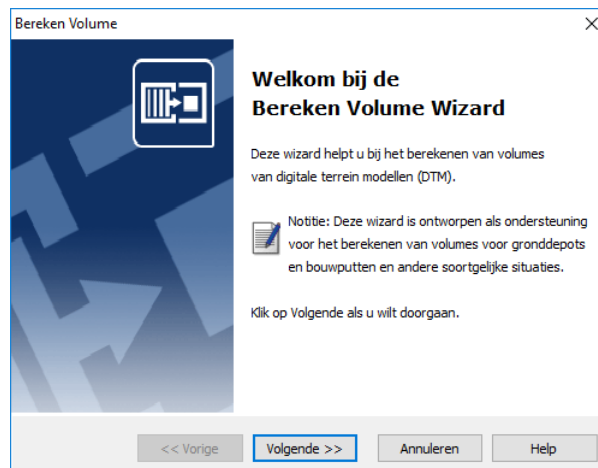 Bereken Volume
Welkom bij de
Bereken Volume Wizard
Deze wizard helpt u bij het berekenen van volumes
van digitale terrein modellen (DTM).
Notitie: Deze wizard is ontworpen als ondersteuning
voor het berekenen van volumes voor gronddepots
en bouwputten en andere soortgelijke situaties.
Klik op Volgende als u wilt doorgaan.
<< Vorige
Volgende >>
Annuleren
Help